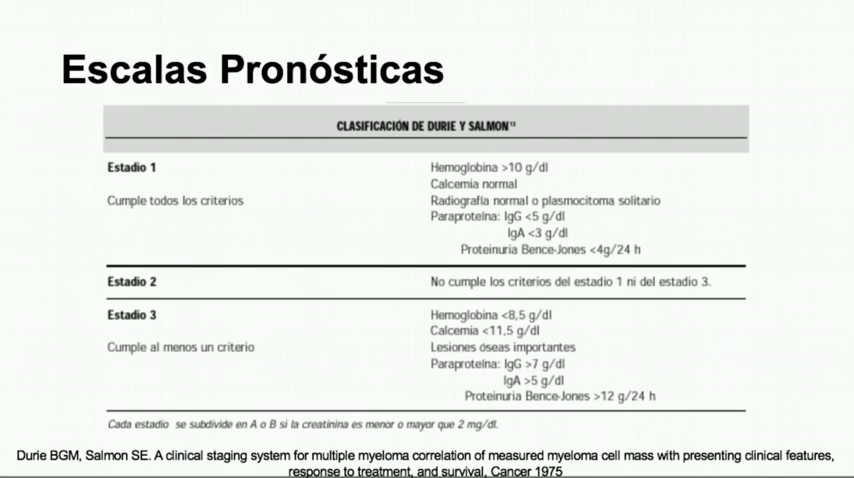 Escalas Pronósticas
CLASIFICACIÓN DE DURIE Y SALMON¹³
Estadio 1 Hemoglobina >10 g/dl
Calcemia normal
Cumple todos los criterios Radiografía normal o plasmocitoma solitario
Paraproteína: IgG <5 g/dl
IgA <3 g/dl
Proteinuria Bence-Jones <4g/24 h
Estadio 2 No cumple los criterios del estadio 1 ni del estadio 3.
Estadio 3 Hemoglobina <8,5 g/dl
Calcemia <11,5 g/dl
Cumple al menos un criterio Lesiones óseas importantes
Paraproteína: IgG >7 g/dl
IgA >5 g/dl
Proteinuria Bence-Jones >12 g/24 h
Cada estadio se subdivide en A o B si la creatinina es menor o mayor que 2 mg/dl.
Durie BGM, Salmon SE. A clinical staging system for multiple myeloma correlation of measured myeloma cell mass with presenting clinical features,
response to treatment, and survival, Cancer 1975